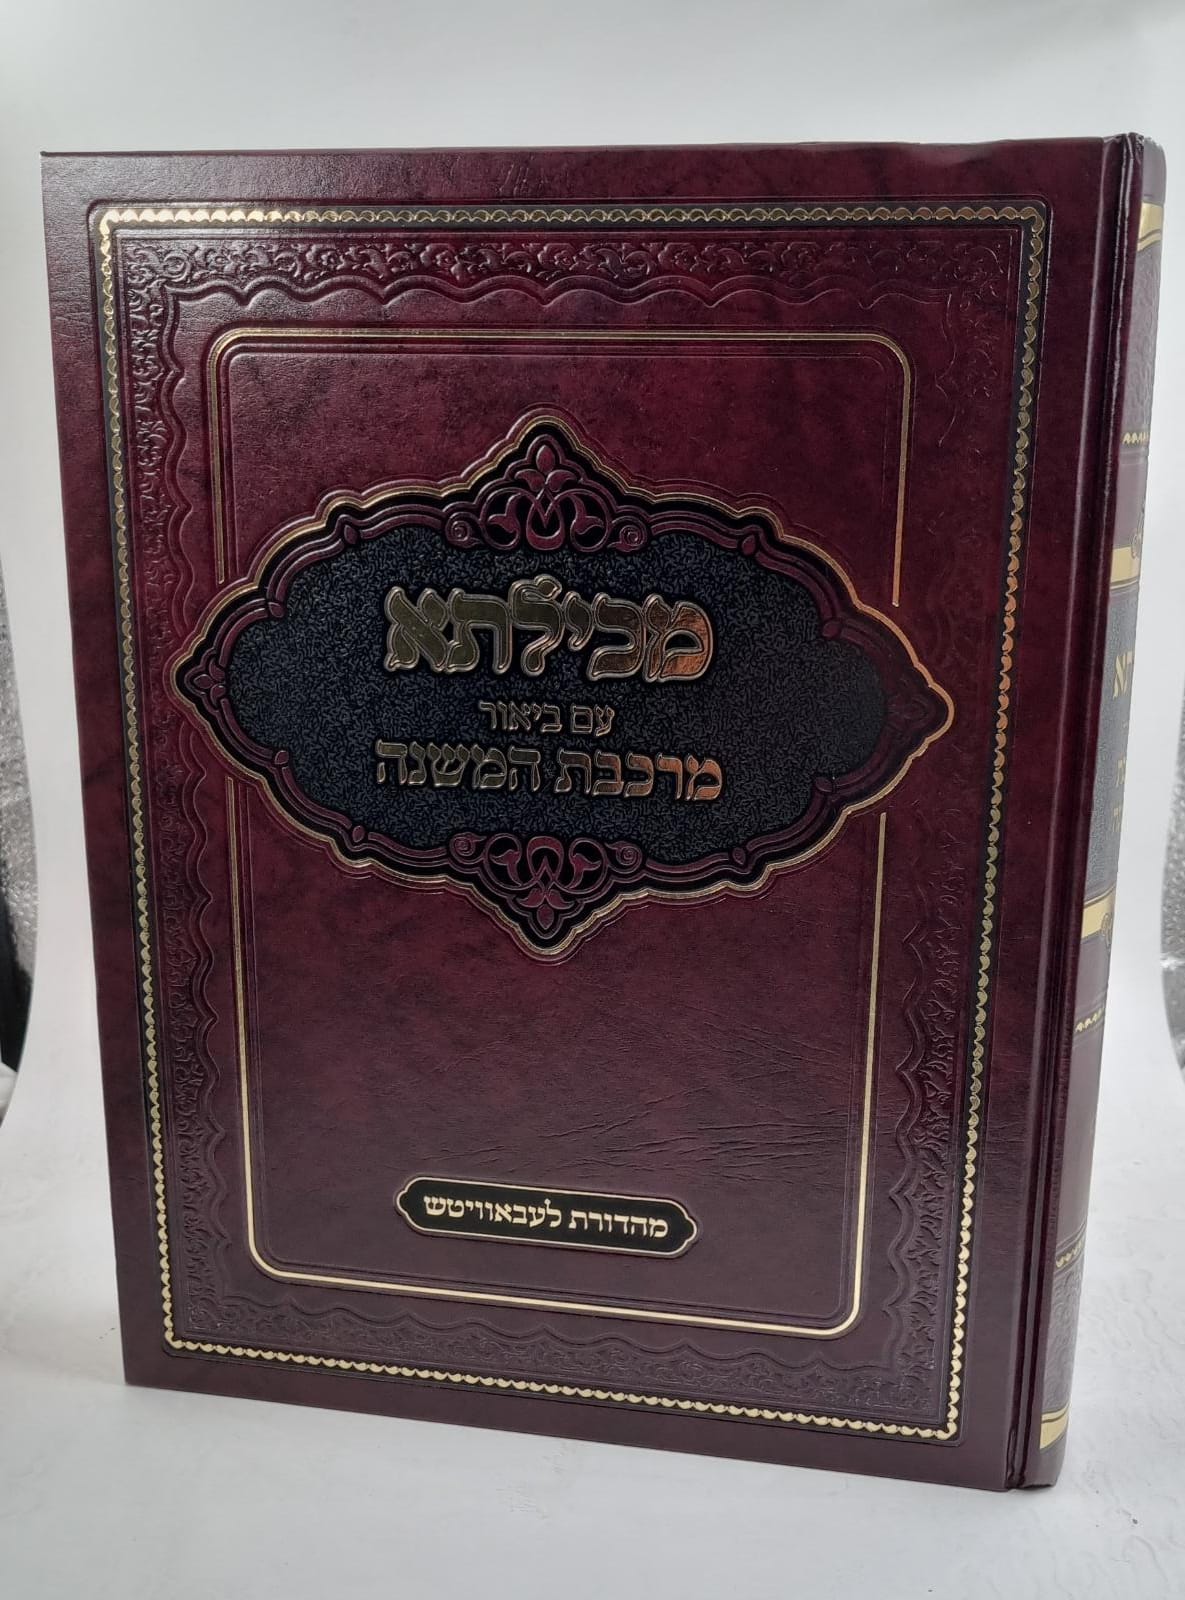 מכילתא
עם ביאור
מרכבת המשנה
מהדורת לעבאוויטש